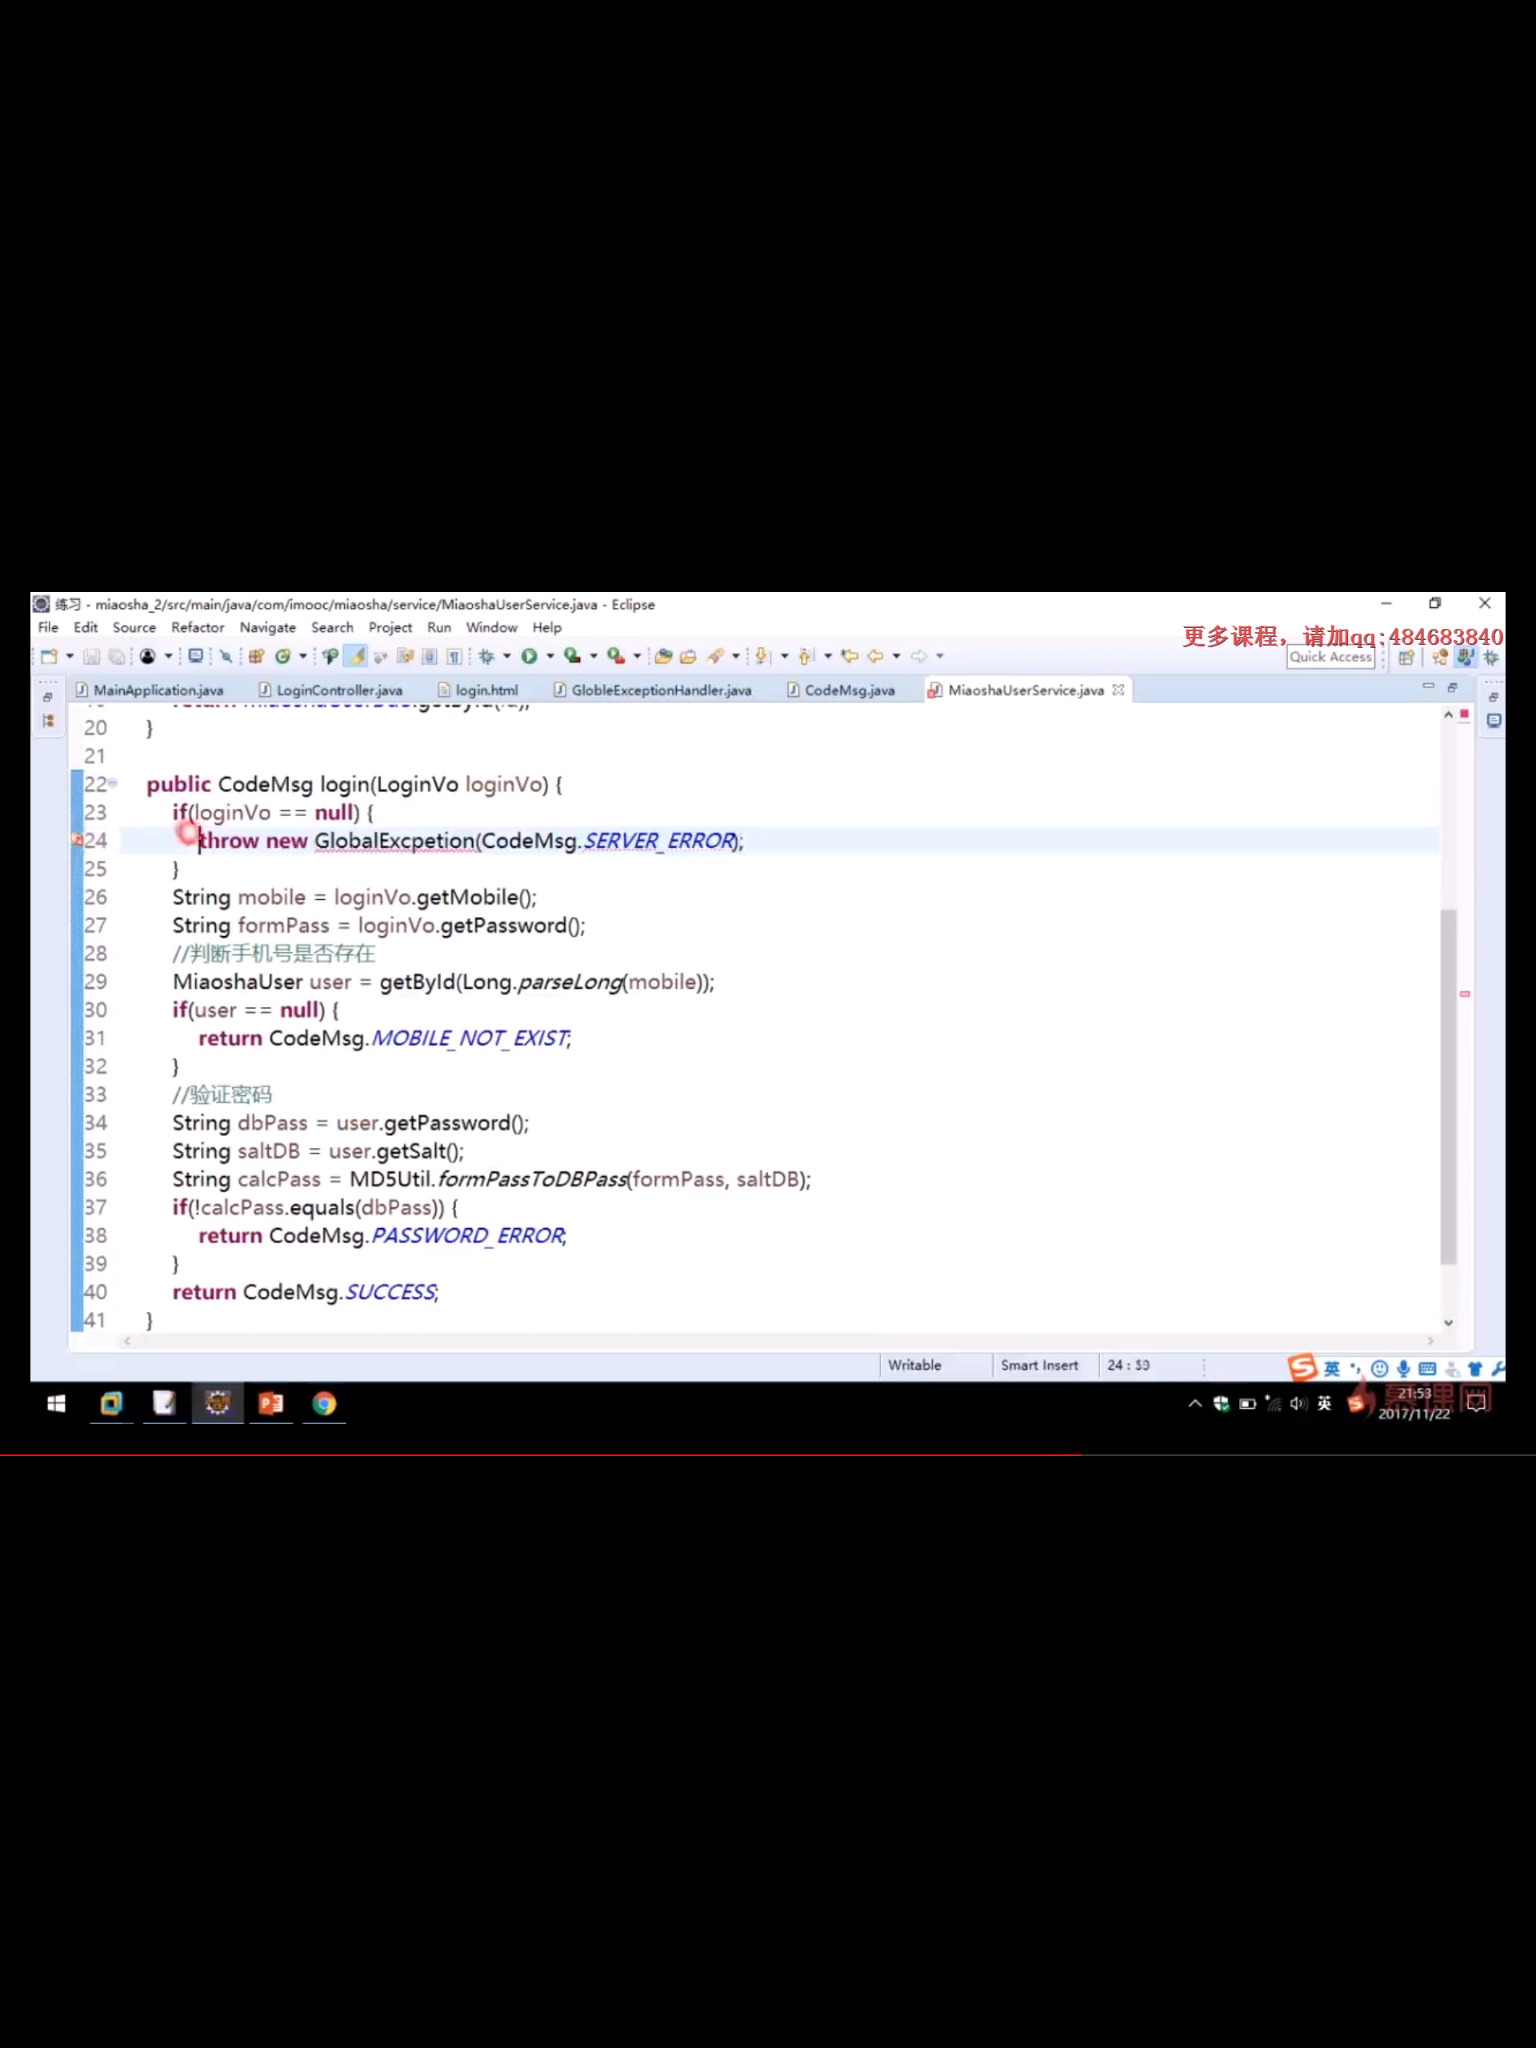 练习 - miaosha_2/src/main/java/com/imooc/miaosha/service/MiaoshaUserService.java - Eclipse
File Edit Source Refactor Navigate Search Project Run Window Help
更多课程，请加qq:484683840
Quick Access
MainApplication.java LoginController.java login.html GlobleExceptionHandler.java CodeMsg.java MiaoshaUserService.java
20 }
21
22 public CodeMsg login(LoginVo loginVo) {
23 if(loginVo == null) {
24 throw new GlobalExcpetion(CodeMsg.SERVER_ERROR);
25 }
26 String mobile = loginVo.getMobile();
27 String formPass = loginVo.getPassword();
28 //判断手机号是否存在
29 MiaoshaUser user = getById(Long.parseLong(mobile));
30 if(user == null) {
31 return CodeMsg.MOBILE_NOT_EXIST;
32 }
33 //验证密码
34 String dbPass = user.getPassword();
35 String saltDB = user.getSalt();
36 String calcPass = MD5Util.formPassToDBPass(formPass, saltDB);
37 if(!calcPass.equals(dbPass)) {
38 return CodeMsg.PASSWORD_ERROR;
39 }
40 return CodeMsg.SUCCESS;
41 }
Writable Smart Insert 24 :
英
英 21:53
慕课网
2017/11/22